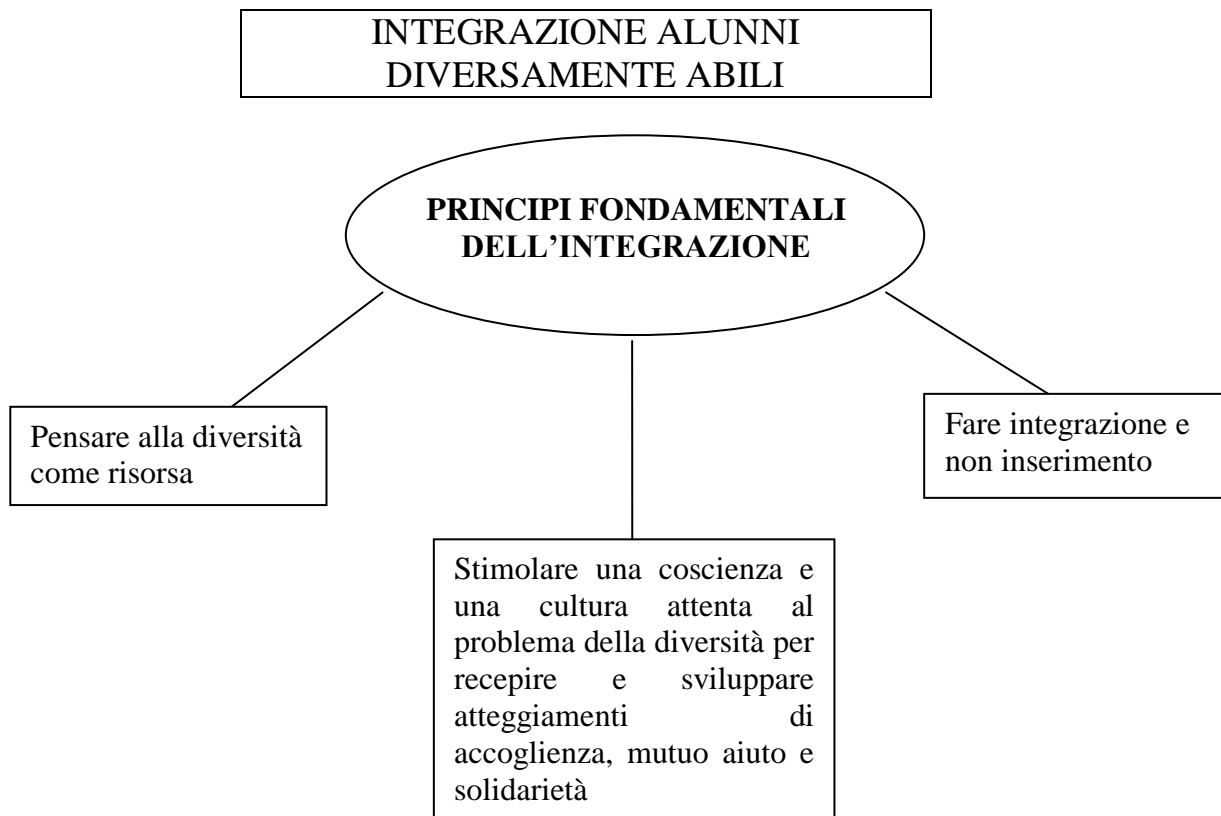 INTEGRAZIONE ALUNNI
DIVERSAMENTE ABILI
PRINCIPI FONDAMENTALI
DELL’INTEGRAZIONE
Pensare alla diversità
come risorsa
Fare integrazione e
non inserimento
Stimolare una coscienza e
una cultura attenta al
problema della diversità per
recepire e sviluppare
atteggiamenti di
accoglienza, mutuo aiuto e
solidarietà